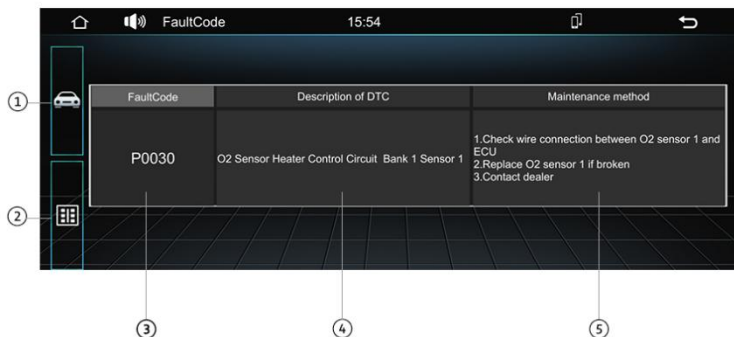 FaultCode 15:54
FaultCode Description of DTC Maintenance method
P0030
O2 Sensor Heater Control Circuit Bank 1 Sensor 1
1.Check wire connection between O2 sensor 1 and
ECU
2.Replace O2 sensor 1 if broken
3.Contact dealer
1
2
3
4
5